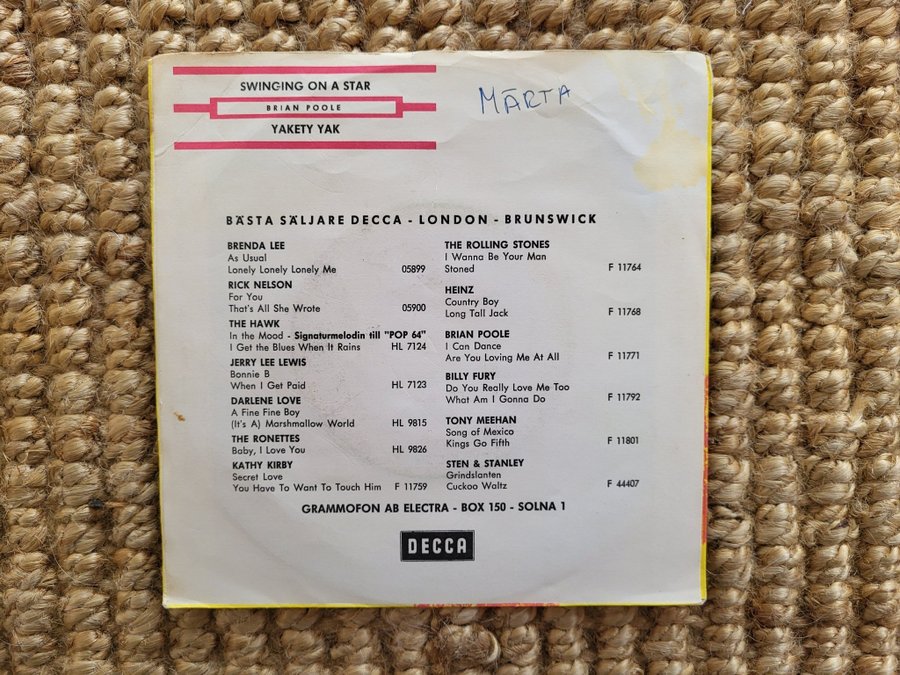 SWINGING ON A STAR
BRIAN POOLE
YAKETY YAK
MÄRTA
BÄSTA SÄLJARE DECCA - LONDON - BRUNSWICK
BRENDA LEE
As Usual
Lonely Lonely Lonely Me 05899
RICK NELSON
For You
That's All She Wrote 05900
THE HAWK
In the Mood - Signaturmelodin till "POP 64"
I Get the Blues When It Rains HL 7124
JERRY LEE LEWIS
Bonnie B
When I Get Paid HL 7123
DARLENE LOVE
A Fine Fine Boy
(It's A) Marshmallow World HL 9815
THE RONETTES
Baby, I Love You HL 9826
KATHY KIRBY
Secret Love
You Have To Want To Touch Him F 11759
THE ROLLING STONES
I Wanna Be Your Man
Stoned F 11764
HEINZ
Country Boy
Long Tall Jack F 11768
BRIAN POOLE
I Can Dance
Are You Loving Me At All F 11771
BILLY FURY
Do You Really Love Me Too
What Am I Gonna Do F 11792
TONY MEEHAN
Song of Mexico
Kings Go Fifth F 11801
STEN & STANLEY
Grindslanten
Cuckoo Waltz F 44407
GRAMMOFON AB ELECTRA - BOX 150 - SOLNA 1
DECCA